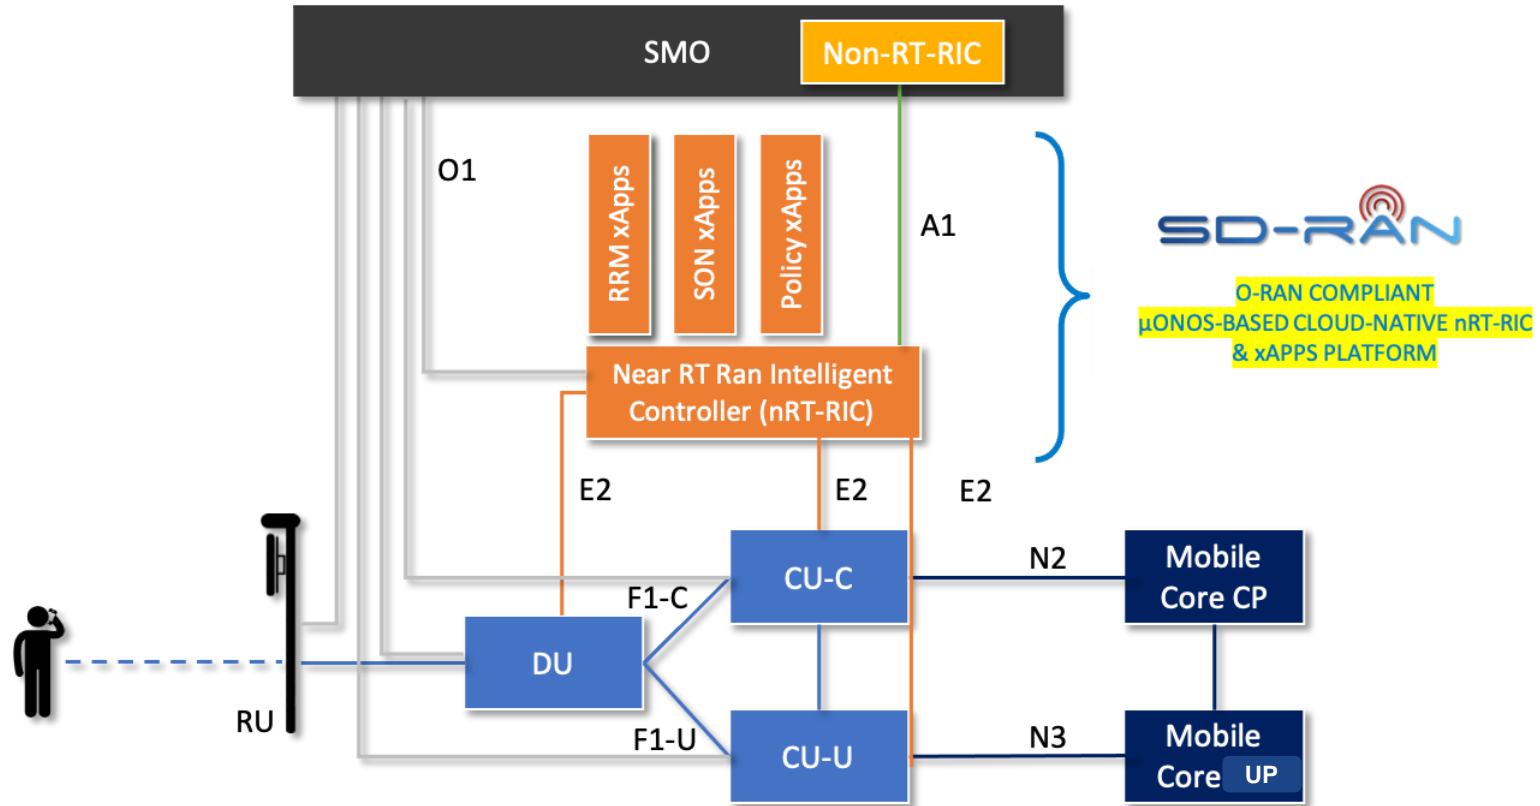 SMO
Non-RT-RIC
O1
RRM xApps
SON xApps
Policy xApps
A1
SD-RAN
O-RAN COMPLIANT
µONOS-BASED CLOUD-NATIVE nRT-RIC
& xAPPS PLATFORM
Near RT Ran Intelligent
Controller (nRT-RIC)
E2
E2
E2
CU-C
N2
Mobile
Core CP
F1-C
DU
RU
F1-U
CU-U
N3
Mobile
Core UP